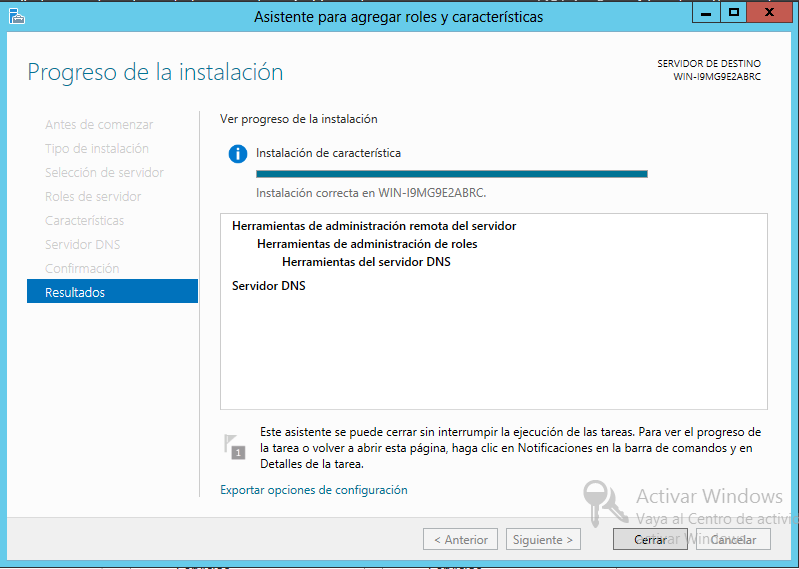 Asistente para agregar roles y características
Progreso de la instalación
SERVIDOR DE DESTINO
WIN-I9MG9E2ABRC
Antes de comenzar
Tipo de instalación
Selección de servidor
Roles de servidor
Características
Servidor DNS
Confirmación
Resultados
Ver progreso de la instalación
Instalación de característica
Instalación correcta en WIN-I9MG9E2ABRC.
Herramientas de administración remota del servidor
Herramientas de administración de roles
Herramientas del servidor DNS
Servidor DNS
1
Este asistente se puede cerrar sin interrumpir la ejecución de las tareas. Para ver el progreso de
la tarea o volver a abrir esta página, haga clic en Notificaciones en la barra de comandos y en
Detalles de la tarea.
Exportar opciones de configuración
Activar Windows
Vaya al Centro de activi
activar Windows.
< Anterior
Siguiente >
Cerrar
Cancelar